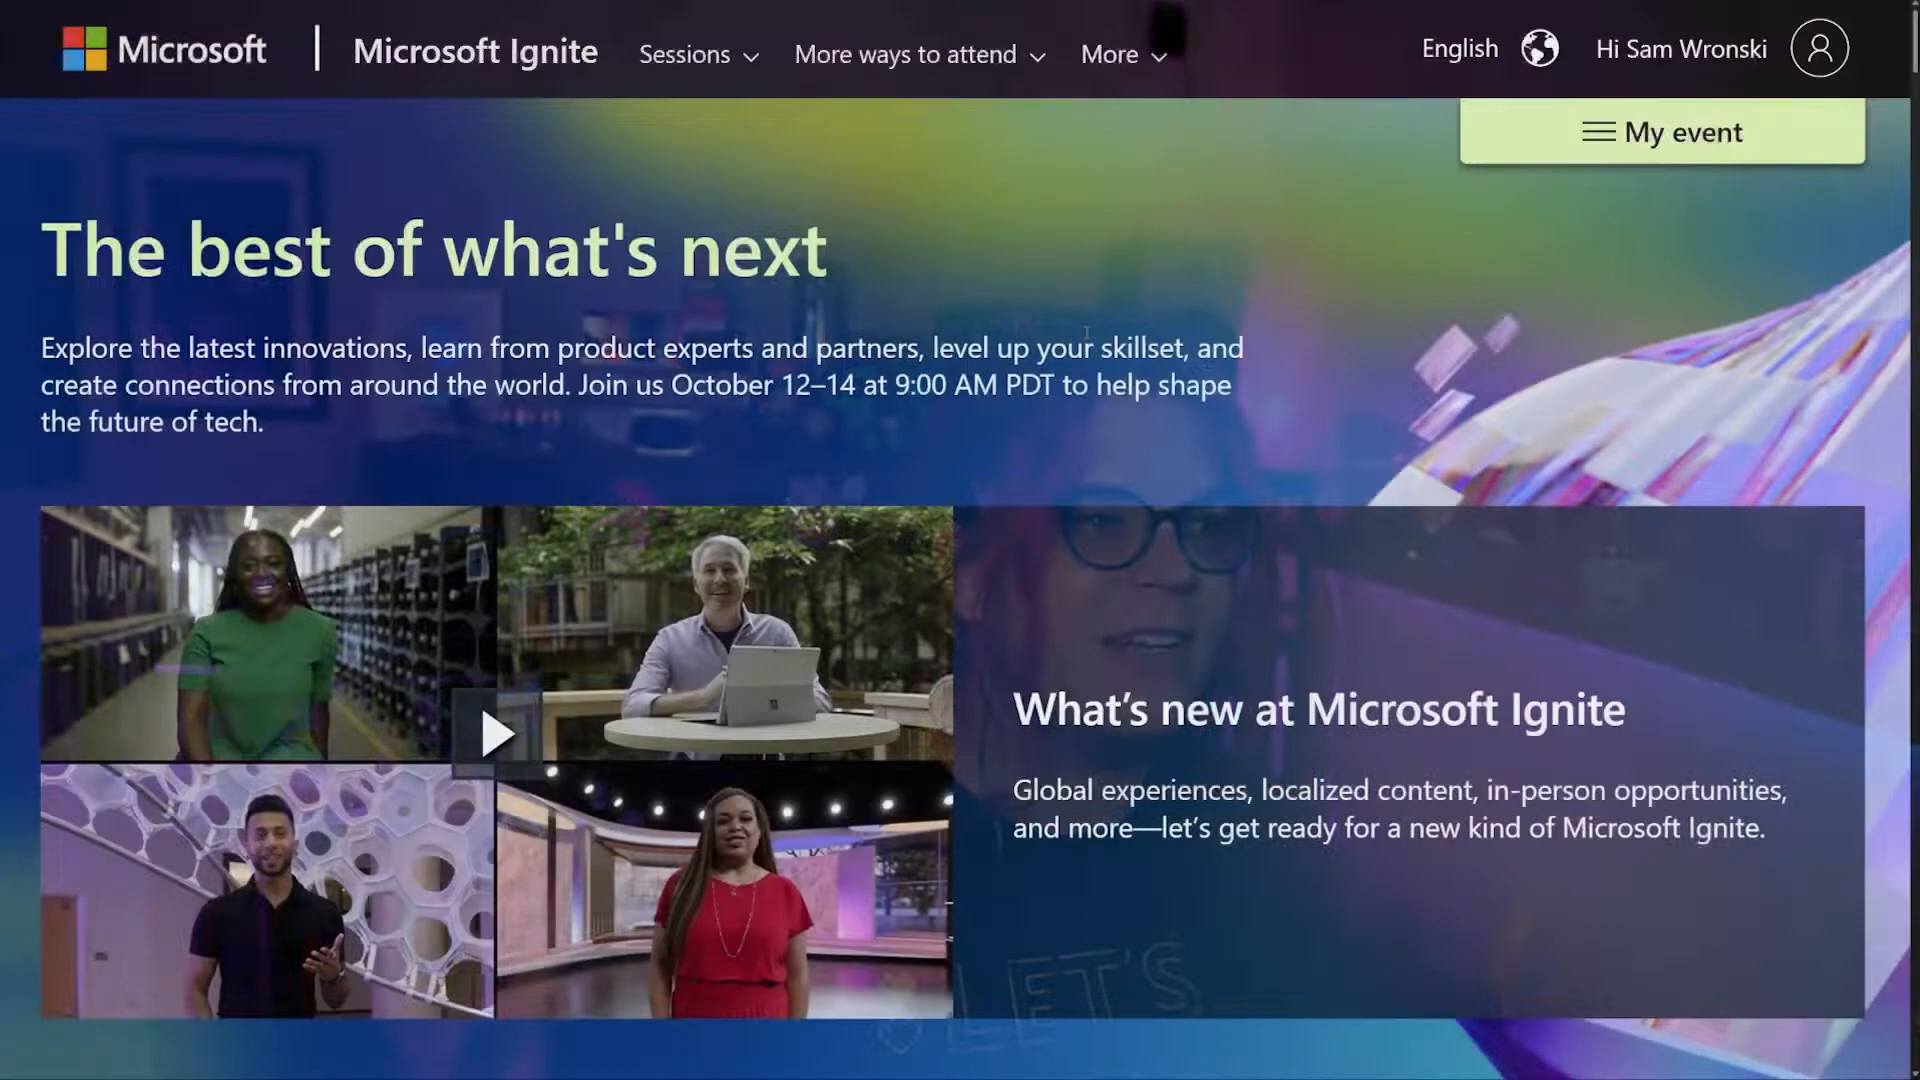 Microsoft
Microsoft Ignite
Sessions
More ways to attend
More
English
Hi Sam Wronski
My event
The best of what's next
Explore the latest innovations, learn from product experts and partners, level up your skillset, and
create connections from around the world. Join us October 12–14 at 9:00 AM PDT to help shape
the future of tech.
What’s new at Microsoft Ignite
Global experiences, localized content, in-person opportunities,
and more—let’s get ready for a new kind of Microsoft Ignite.
LET'S